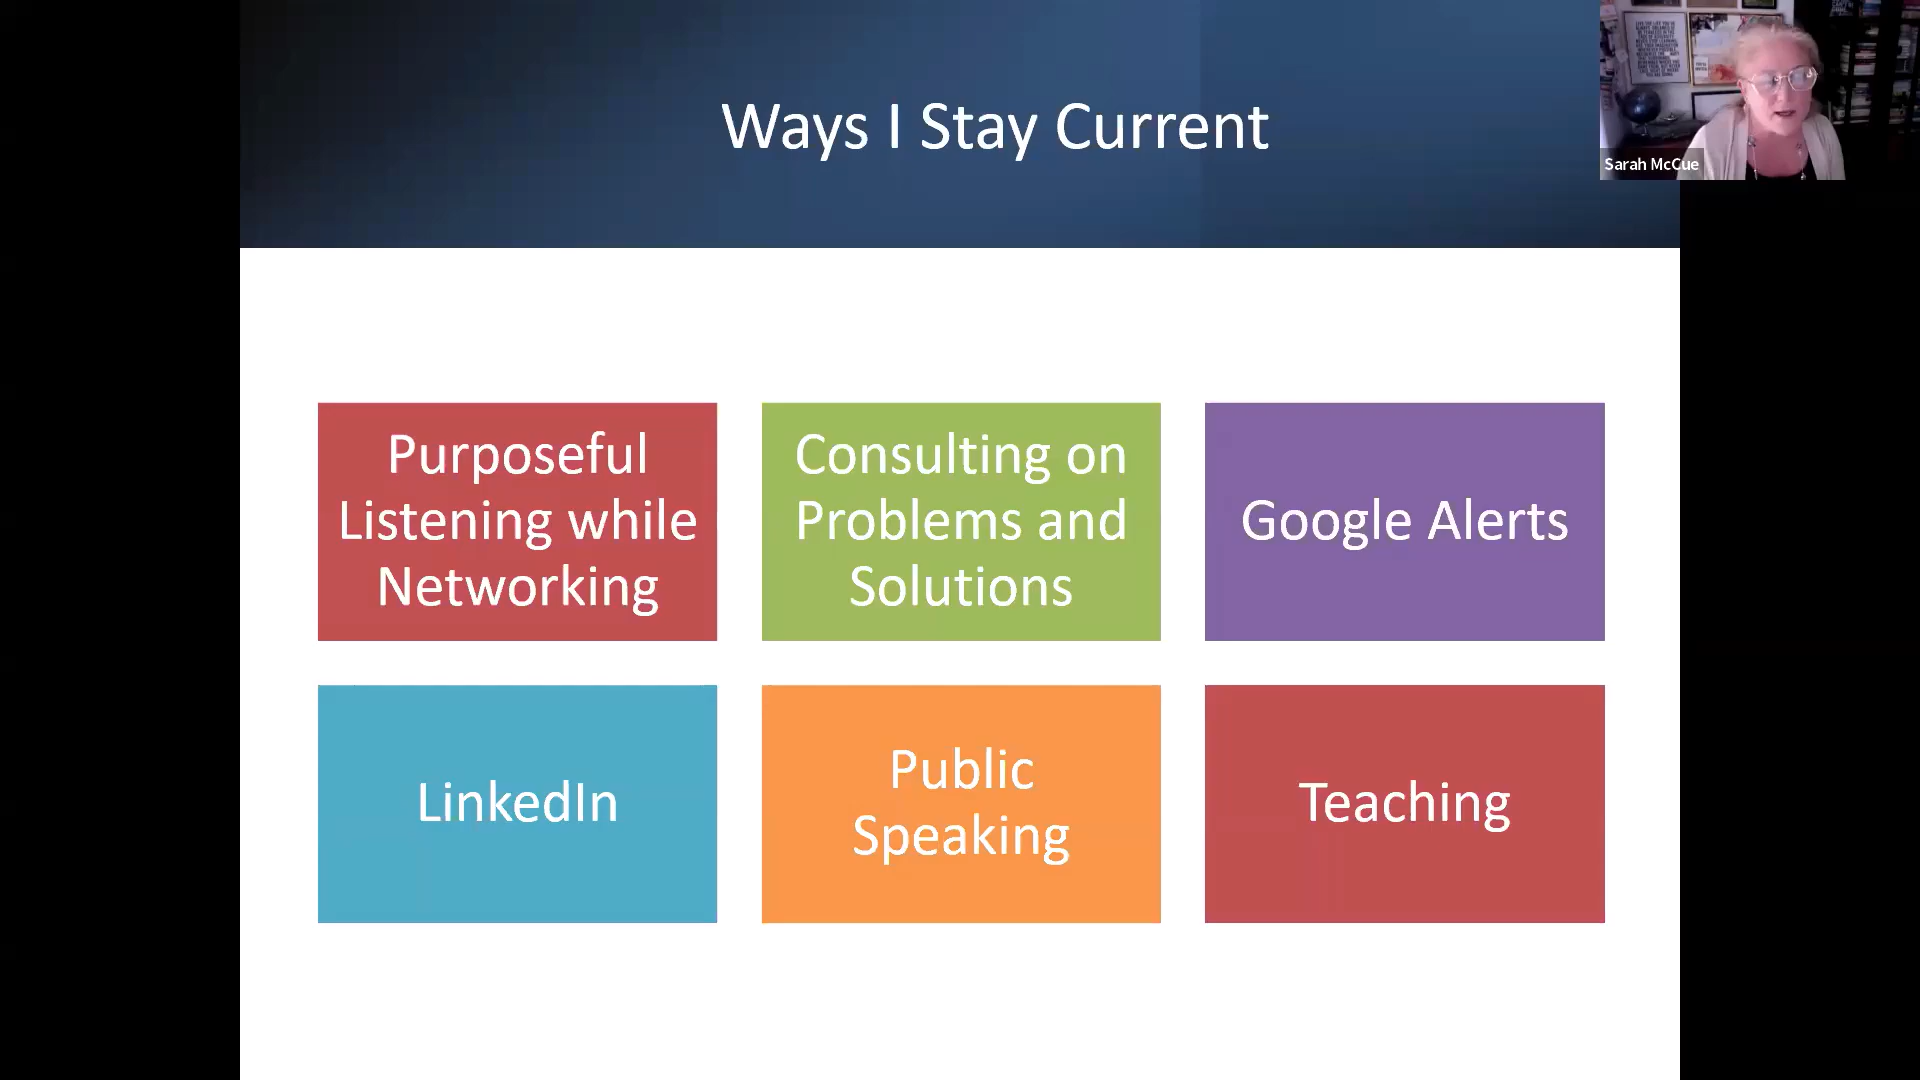 Ways I Stay Current
Sarah McCue
Purposeful
Listening while
Networking
Consulting on
Problems and
Solutions
Google Alerts
LinkedIn
Public
Speaking
Teaching